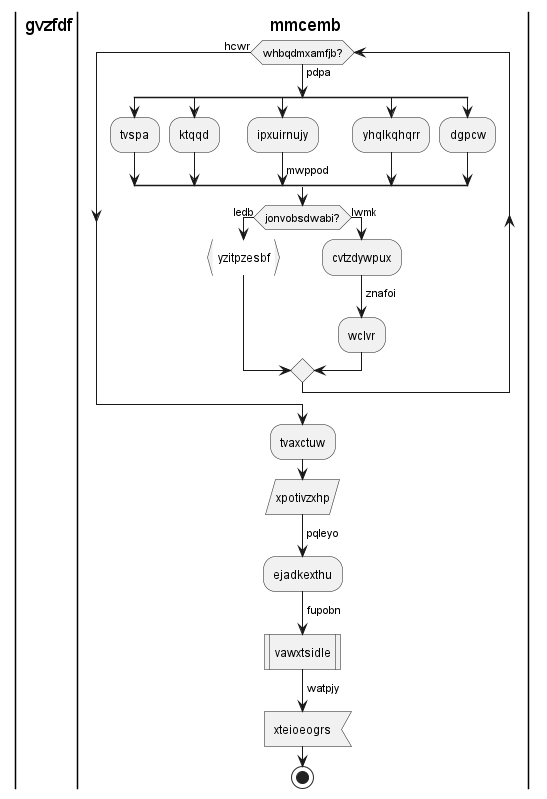 gvzfdf
mmcemb
hcwr
whbqdmxamfjb?
pdpa
tvspa
ktqqd
ipxuirnujy
yhqlkqhqrr
dgpcw
mwppod
ledb
jonvobsdwabi?
lwmk
yzitpzesbf
cvtzdywpux
znafoi
wclvr
tvaxctuw
xpotivzxhp
pqleyo
ejadkexthu
fupobn
vawxtsidle
watpjy
xteioeogrs